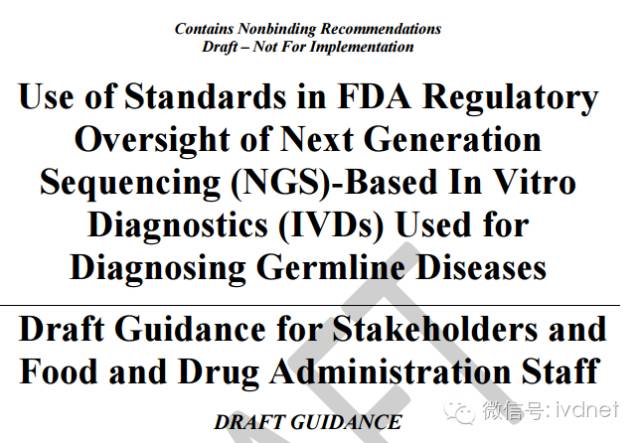 Contains Nonbinding Recommendations
Draft – Not For Implementation
Use of Standards in FDA Regulatory
Oversight of Next Generation
Sequencing (NGS)-Based In Vitro
Diagnostics (IVDs) Used for
Diagnosing Germline Diseases
Draft Guidance for Stakeholders and
Food and Drug Administration Staff
DRAFT GUIDANCE
微信号: ivdnet